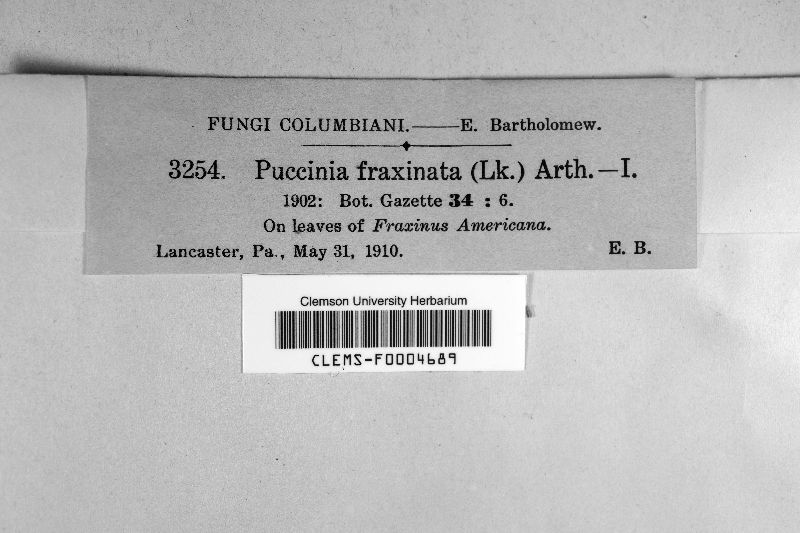 FUNGI COLUMBIANI.——E. Bartholomew.
3254. Puccinia fraxinata (Lk.) Arth.—I.
1902: Bot. Gazette 34 : 6.
On leaves of Fraxinus Americana.
Lancaster, Pa., May 31, 1910. E. B.
Clemson University Herbarium
CLEMS-F0004689